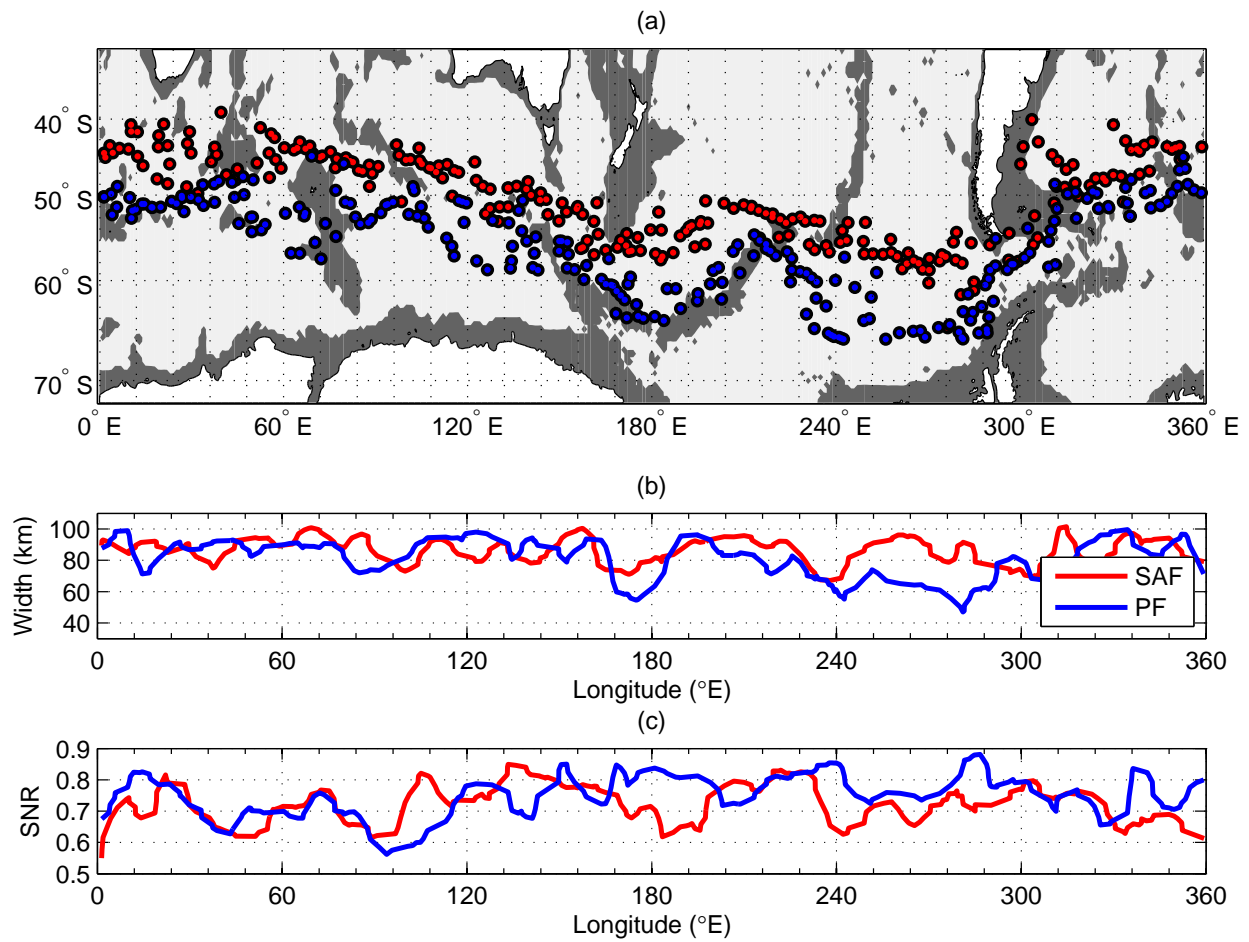 (a)
40° S
50° S
60° S
70° S
0° E
60° E
120° E
180° E
240° E
300° E
360° E
(b)
Width (km)
100
80
60
40
SAF
PF
0
60
120
180
240
300
360
Longitude (°E)
(c)
SNR
0.9
0.8
0.7
0.6
0.5
0
60
120
180
240
300
360
Longitude (°E)